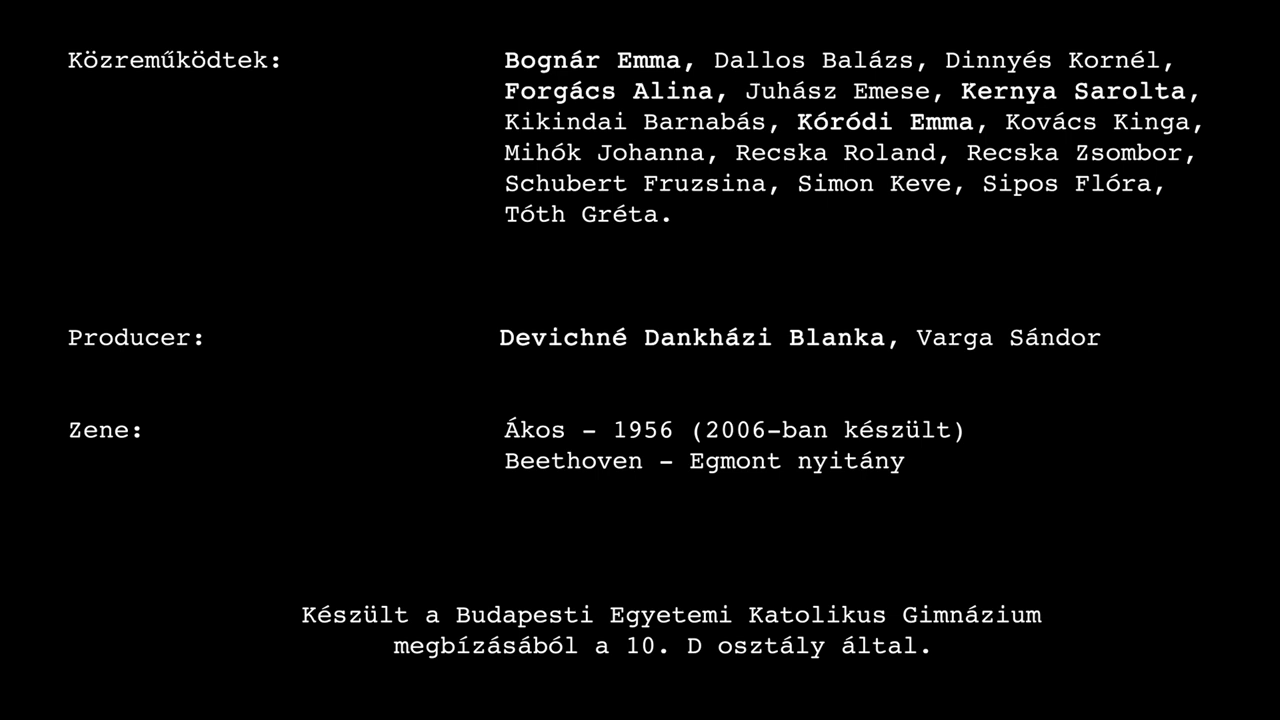 Közreműködtek:
Bognár Emma, Dallos Balázs, Dinnyés Kornél,
Forgács Alina, Juhász Emese, Kernya Sarolta,
Kikindai Barnabás, Kóródi Emma, Kovács Kinga,
Mihók Johanna, Recska Roland, Recska Zsombor,
Schubert Fruzsina, Simon Keve, Sipos Flóra,
Tóth Gréta.
Producer:
Devichné Dankházi Blanka, Varga Sándor
Zene:
Ákos – 1956 (2006-ban készült)
Beethoven – Egmont nyitány
Készült a Budapesti Egyetemi Katolikus Gimnázium
megbízásából a 10. D osztály által.